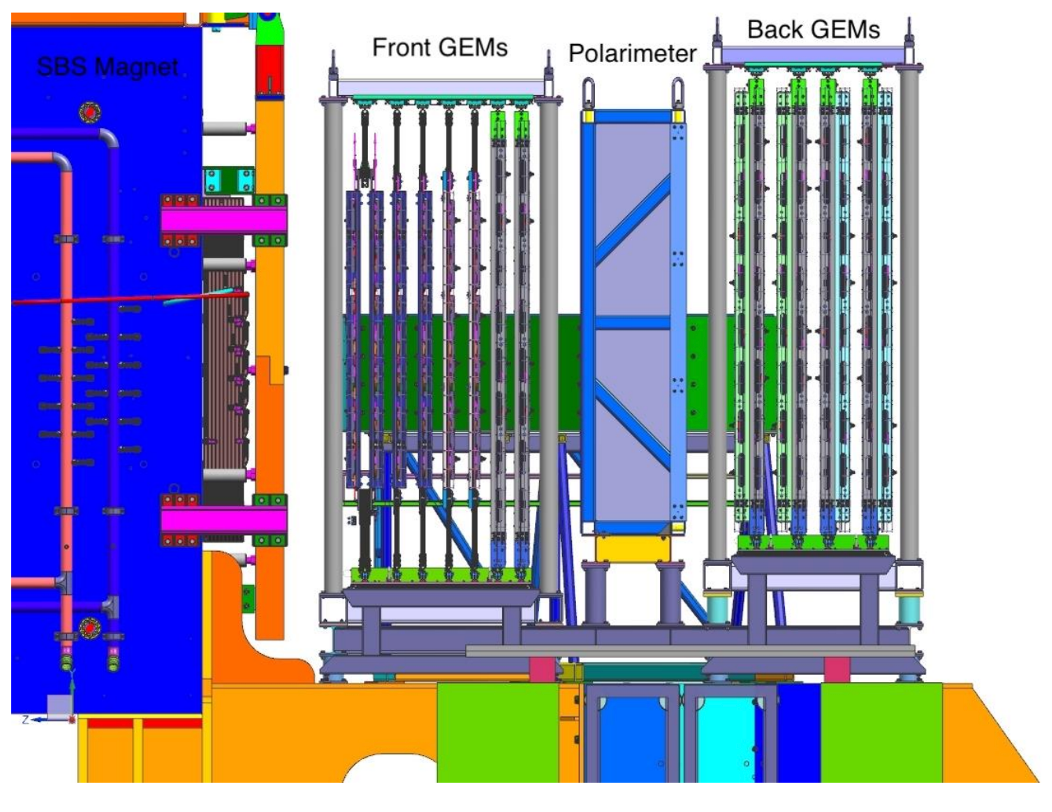 SBS Magnet
Front GEMs
Polarimeter
Back GEMs
Z